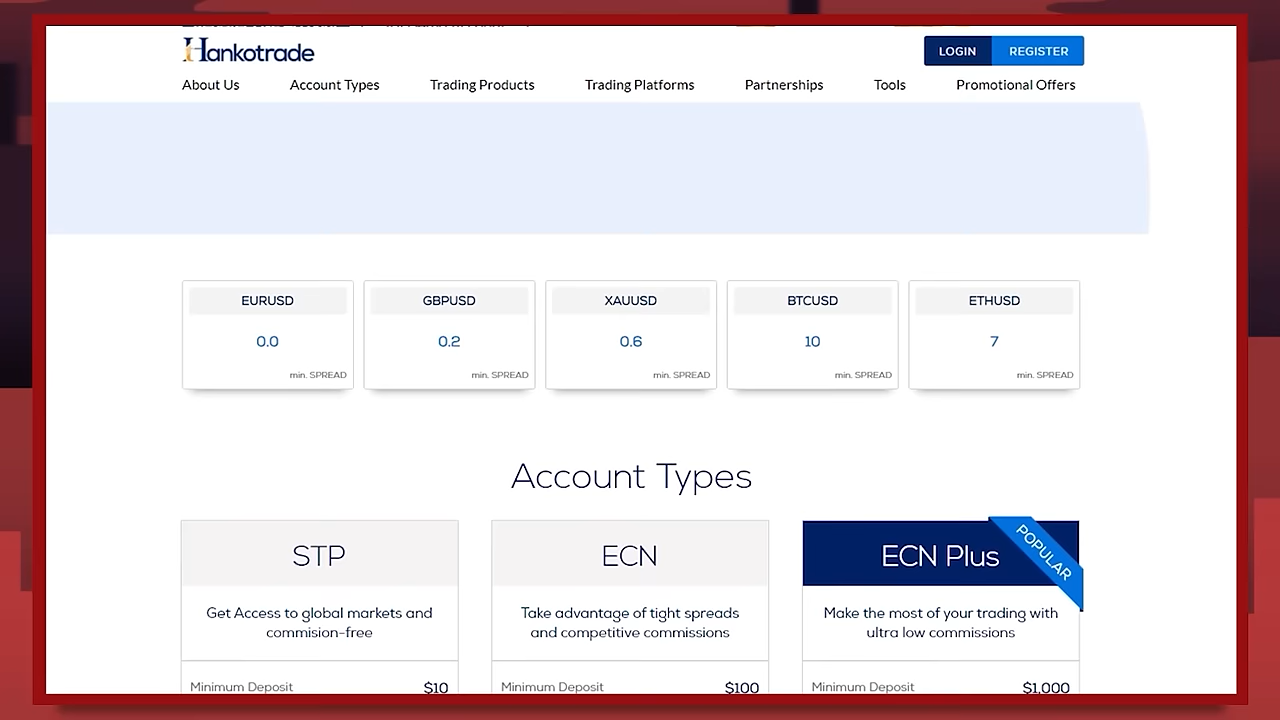 Hankotrade
LOGIN REGISTER
About Us Account Types Trading Products Trading Platforms Partnerships Tools Promotional Offers
EURUSD GBPUSD XAUUSD BTCUSD ETHUSD
0.0 0.2 0.6 10 7
min. SPREAD min. SPREAD min. SPREAD min. SPREAD min. SPREAD
Account Types
POPULAR
STP ECN ECN Plus
Get Access to global markets and
commision-free
Take advantage of tight spreads
and competitive commissions
Make the most of your trading with
ultra low commissions
Minimum Deposit $10 Minimum Deposit $100 Minimum Deposit $1,000